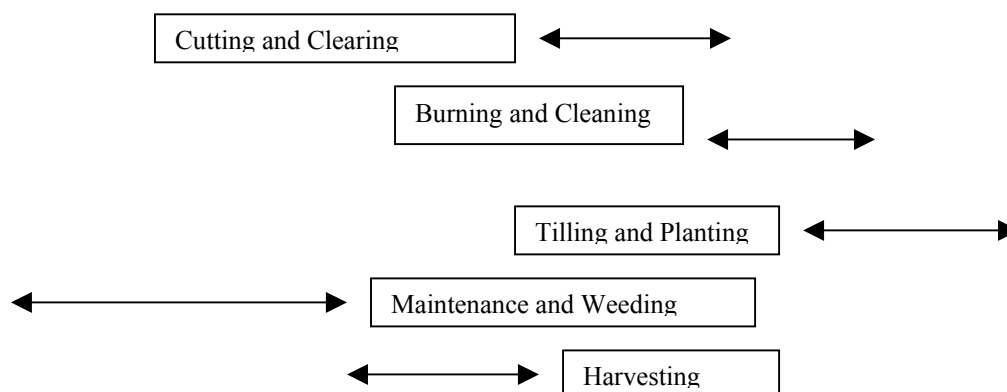 Cutting and Clearing
Burning and Cleaning
Tilling and Planting
Maintenance and Weeding
Harvesting